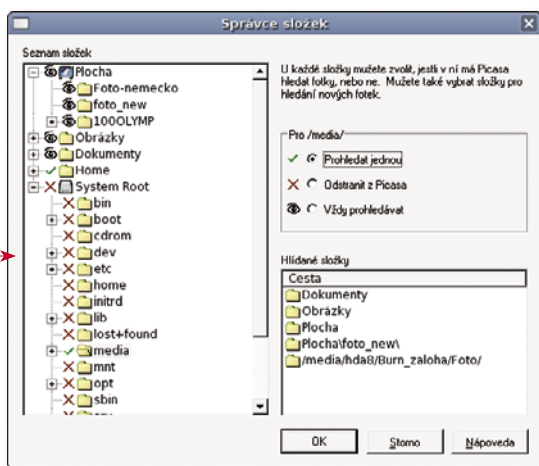 Správce složek
Seznam složek
Plocha
Foto-nemecko
foto_new
100OLYMP
Obrázky
Dokumenty
Home
System Root
bin
boot
cdrom
dev
etc
home
initrd
lib
lost+found
media
mnt
opt
sbin
U každé složky mužete zvolit, jestli v ní má Picasa
hledat fotky, nebo ne. Mužete také vybrat složky pro
hledání nových fotek.
Pro /media/
Prohledat jednou
Odstranit z Picasa
Vždy prohledávat
Hlídané složky
Cesta
Dokumenty
Obrázky
Plocha
Plocha\foto_new\
/media/hda8/Burn_zaloha/Foto/
OK
Storno
Nápoveda